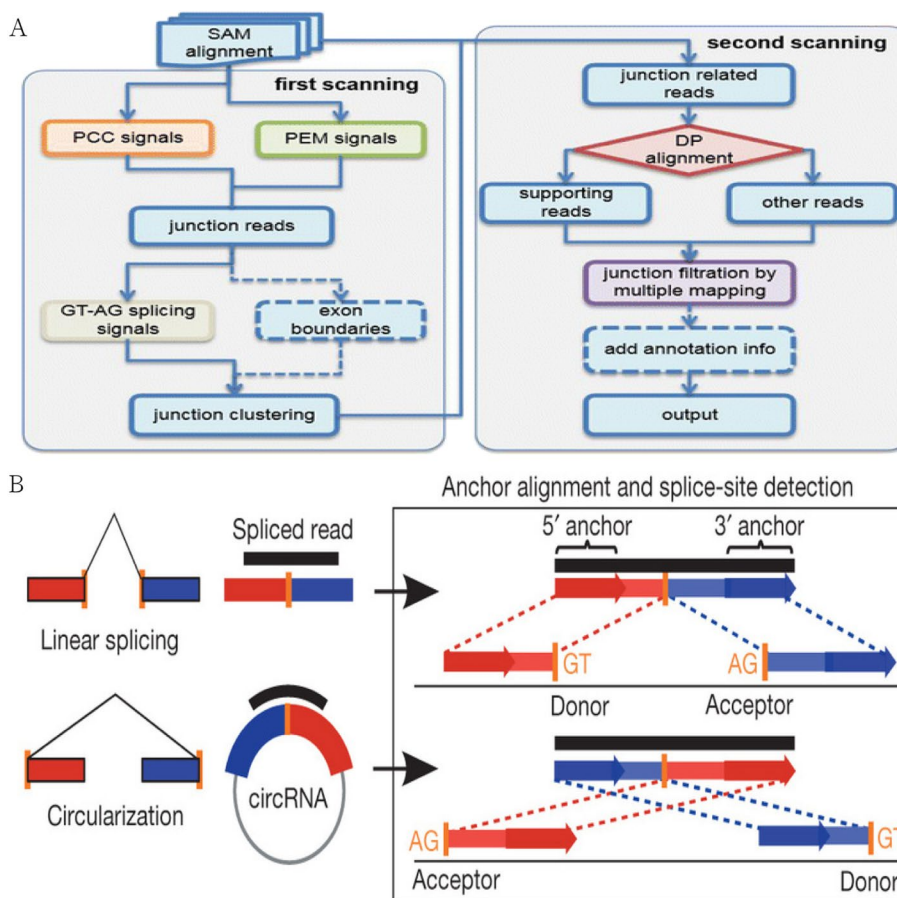 A
SAM
alignment
first scanning
PCC signals
PEM signals
junction reads
GT-AG splicing
signals
exon
boundaries
junction clustering
second scanning
junction related
reads
DP
alignment
supporting
reads
other reads
junction filtration by
multiple mapping
add annotation info
output
B
Anchor alignment and splice-site detection
Spliced read
5′ anchor
3′ anchor
Linear splicing
GT
AG
Donor
Acceptor
Circularization
circRNA
AG
GT
Acceptor
Donor